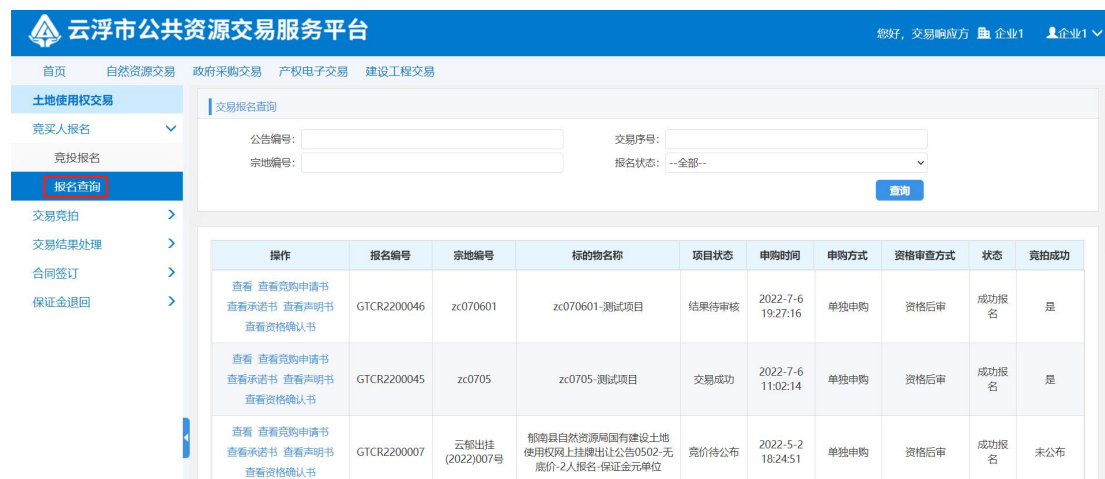 云浮市公共资源交易服务平台
您好，交易响应方 企业1 企业1
首页 自然资源交易 政府采购交易 产权电子交易 建设工程交易
土地使用权交易
竞买人报名
竞投报名
报名查询
交易竞拍
交易结果处理
合同签订
保证金退回
交易报名查询
公告编号： 交易序号：
宗地编号： 报名状态： --全部--
查询
操作 报名编号 宗地编号 标的物名称 项目状态 申购时间 申购方式 资格审查方式 状态 竞拍成功
查看 查看竞购申请书
查看承诺书 查看声明书
查看资格确认书
GTCR2200046 zc070601 zc070601-测试项目 结果待审核
2022-7-6
19:27:16
单独申购 资格后审
成功报
名
是
查看 查看竞购申请书
查看承诺书 查看声明书
查看资格确认书
GTCR2200045 zc0705 zc0705-测试项目 交易成功
2022-7-6
11:02:14
单独申购 资格后审
成功报
名
是
查看 查看竞购申请书
查看承诺书 查看声明书
查看资格确认书
GTCR2200007
云郁出挂
(2022)007号
郁南县自然资源局国有建设土地
使用权网上挂牌出让公告0502-无
底价-2人报名-保证金元单位
竞价待公布
2022-5-2
18:24:51
单独申购 资格后审
成功报
名
未公布